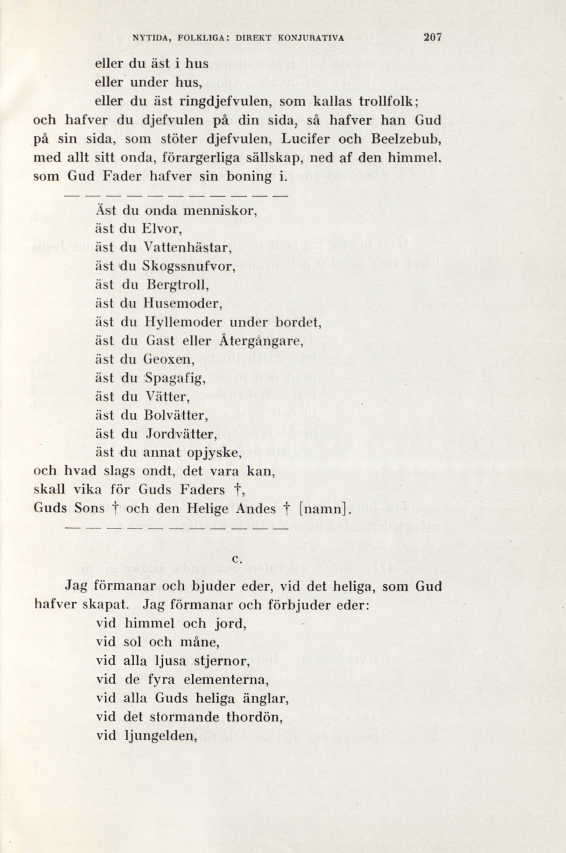 NYTIDA, FOLKLIGA: DIREKT KONJURATIVA 207
eller du äst i hus
eller under hus,
eller du äst ringdjefvulen, som kallas trollfolk;
och hafver du djefvulen på din sida, så hafver han Gud
på sin sida, som stöter djefvulen, Lucifer och Beelzebub,
med allt sitt onda, förargerliga sällskap, ned af den himmel.
som Gud Fader hafver sin boning i.
— — — — — — — — — — —
Äst du onda menniskor,
äst du Elvor,
äst du Vattenhästar,
äst du Skogssnufvor,
äst du Bergtroll,
äst du Husemoder,
äst du Hyllemoder under bordet,
äst du Gast eller Återgångare,
äst du Geoxen,
äst du Spagafig,
äst du Vätter,
äst du Bolvätter,
äst du Jordvätter,
äst du annat opjyske,
och hvad slags ondt, det vara kan,
skall vika för Guds Faders †,
Guds Sons † och den Helige Andes † [namn].
— — — — — — — — — — —
c.
Jag förmanar och bjuder eder, vid det heliga, som Gud
hafver skapat. Jag förmanar och förbjuder eder:
vid himmel och jord,
vid sol och måne,
vid alla ljusa stjernor,
vid de fyra elementerna,
vid alla Guds heliga änglar,
vid det stormande thordön,
vid ljungelden,